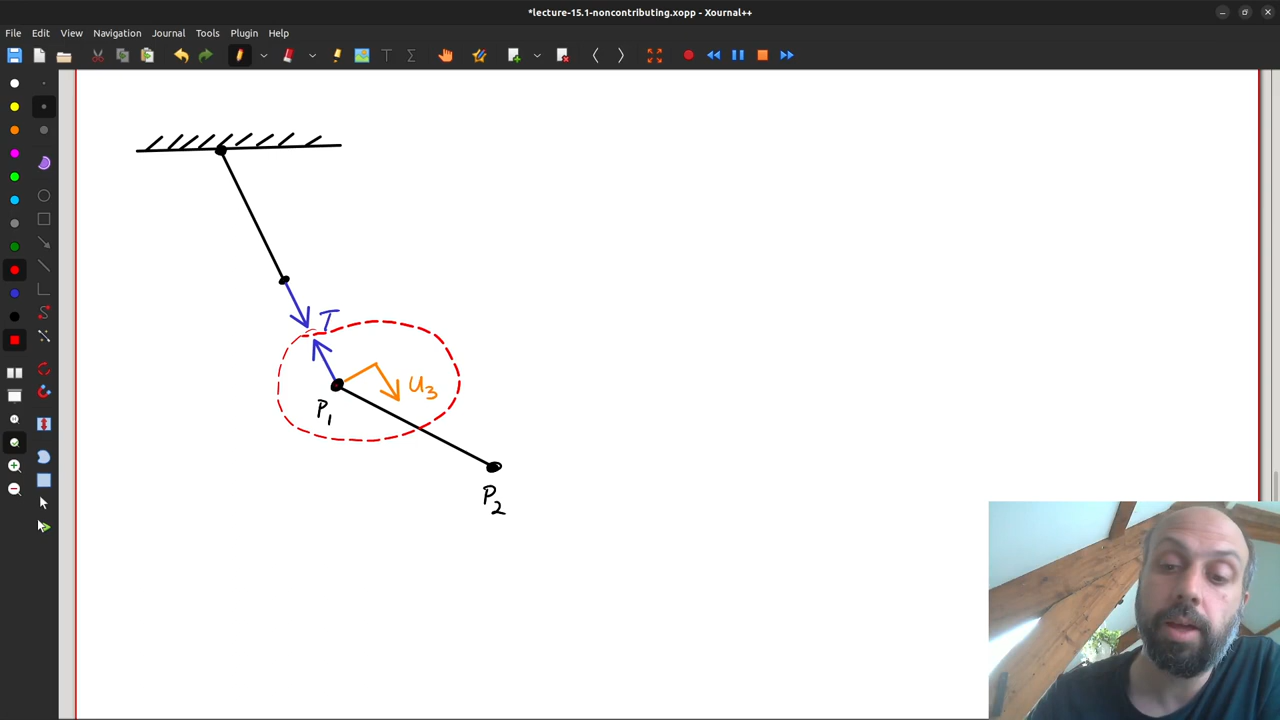 *lecture-15.1-noncontributing.xopp - Xournal++
File Edit View Navigation Journal Tools Plugin Help
T
u₃
P₁
P₂